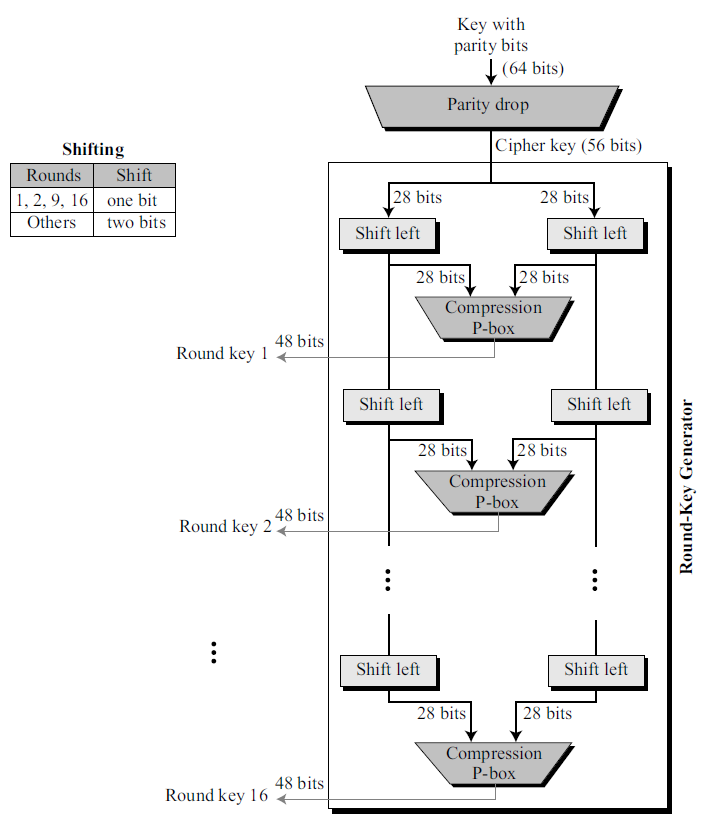 Key with
parity bits
(64 bits)
Parity drop
Cipher key (56 bits)
Shifting
Rounds Shift
1, 2, 9, 16 one bit
Others two bits
28 bits 28 bits
Shift left Shift left
28 bits 28 bits
Compression
P-box
48 bits
Round key 1
Shift left Shift left
28 bits 28 bits
Compression
P-box
48 bits
Round key 2
Round-Key Generator
Shift left Shift left
28 bits 28 bits
Compression
P-box
48 bits
Round key 16